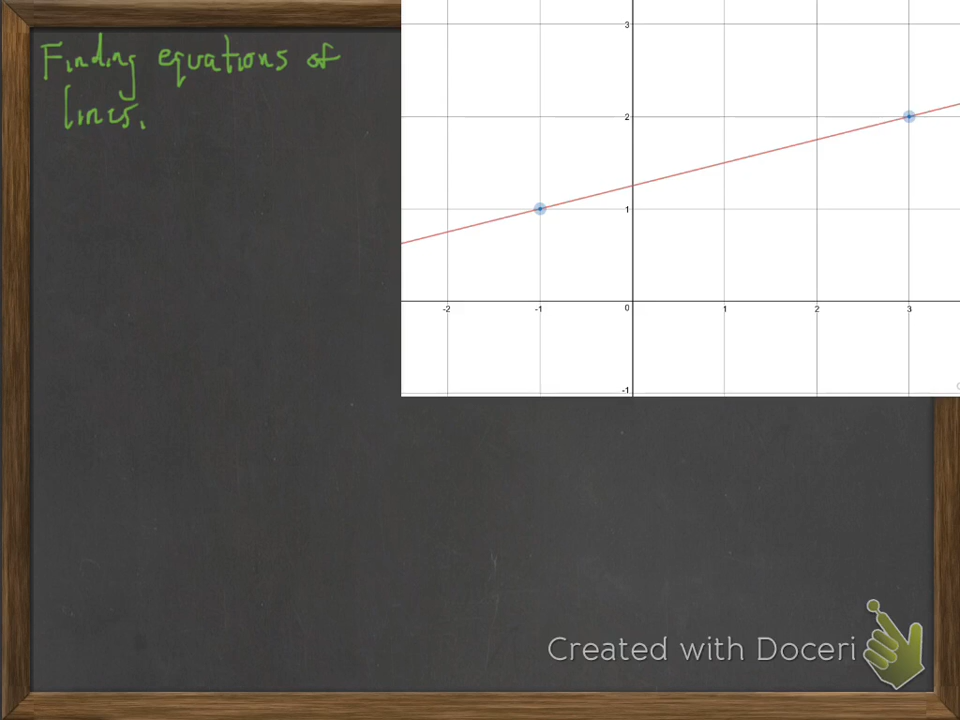 Finding equations of
lines.
3
2
1
-2 -1 0 1 2 3
-1
Created with Doceri